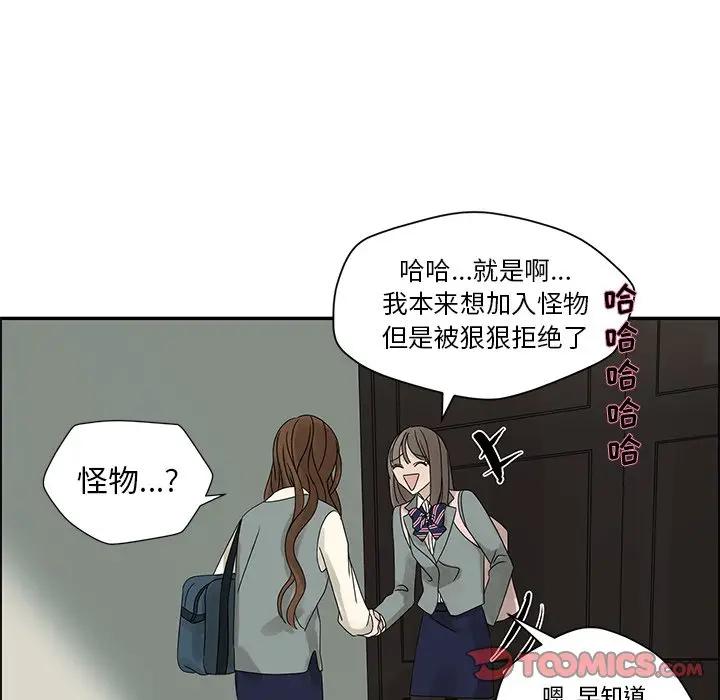 哈哈...就是啊...
我本来想加入怪物
但是被狠狠拒绝了
哈
哈
哈
哈
哈
怪物...?
嗯 早知道
TOOMICS.COM